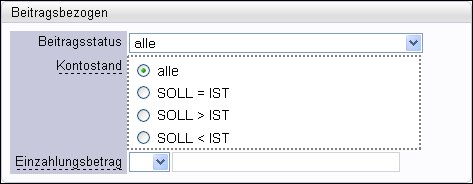 Beitragsbezogen
Beitragsstatus alle
Kontostand alle
SOLL = IST
SOLL > IST
SOLL < IST
Einzahlungsbetrag